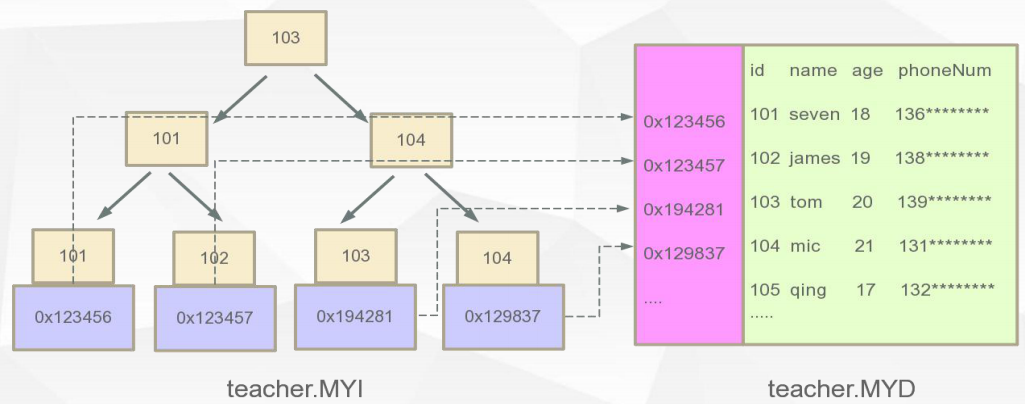 103
101
104
101
102
103
104
0x123456
0x123457
0x194281
0x129837
teacher.MYI
0x123456
0x123457
0x194281
0x129837
....
id name age phoneNum
101 seven 18 136********
102 james 19 138********
103 tom 20 139********
104 mic 21 131********
105 qing 17 132********
.....
teacher.MYD